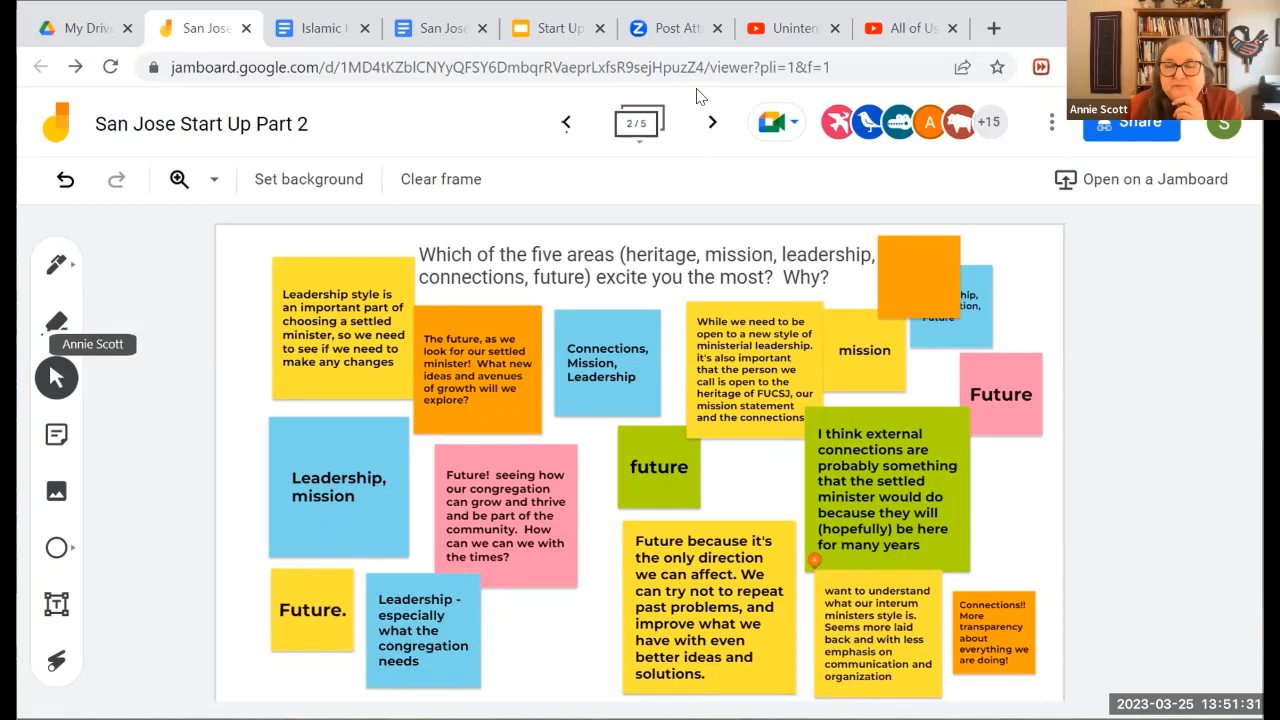 My Drive
San Jose
Islamic
San Jose
Start Up
Post Att
Uninten
All of Us
jamboard.google.com/d/1MD4tKZblCNYyQFSY6DmbqrRVaeprLxfsR9sejHpuzZ4/viewer?pli=1&f=1
Annie Scott
San Jose Start Up Part 2
2/5
A
+15
Share
S
Set background
Clear frame
Open on a Jamboard
Annie Scott
Which of the five areas (heritage, mission, leadership,
connections, future) excite you the most? Why?
Leadership style is
an important part of
choosing a settled
minister, so we need
to see if we need to
make any changes
The future, as we
look for our settled
minister! What new
ideas and avenues
of growth will we
explore?
Connections,
Mission,
Leadership
While we need to be
open to a new style of
ministerial leadership.
it's also important
that the person we
call is open to the
heritage of FUCSJ, our
mission statement
and the connections
mission
Future
Future
Leadership,
mission
Future! seeing how
our congregation
can grow and thrive
and be part of the
community. How
can we can we with
the times?
future
I think external
connections are
probably something
that the settled
minister would do
because they will
(hopefully) be here
for many years
Future.
Leadership -
especially
what the
congregation
needs
Future because it's
the only direction
we can affect. We
can try not to repeat
past problems, and
improve what we
have with even
better ideas and
solutions.
want to understand
what our interum
ministers style is.
Seems more laid
back and with less
emphasis on
communication and
organization
Connections!!
More
transparency
about
everything we
are doing!
2023-03-25 13:51:31